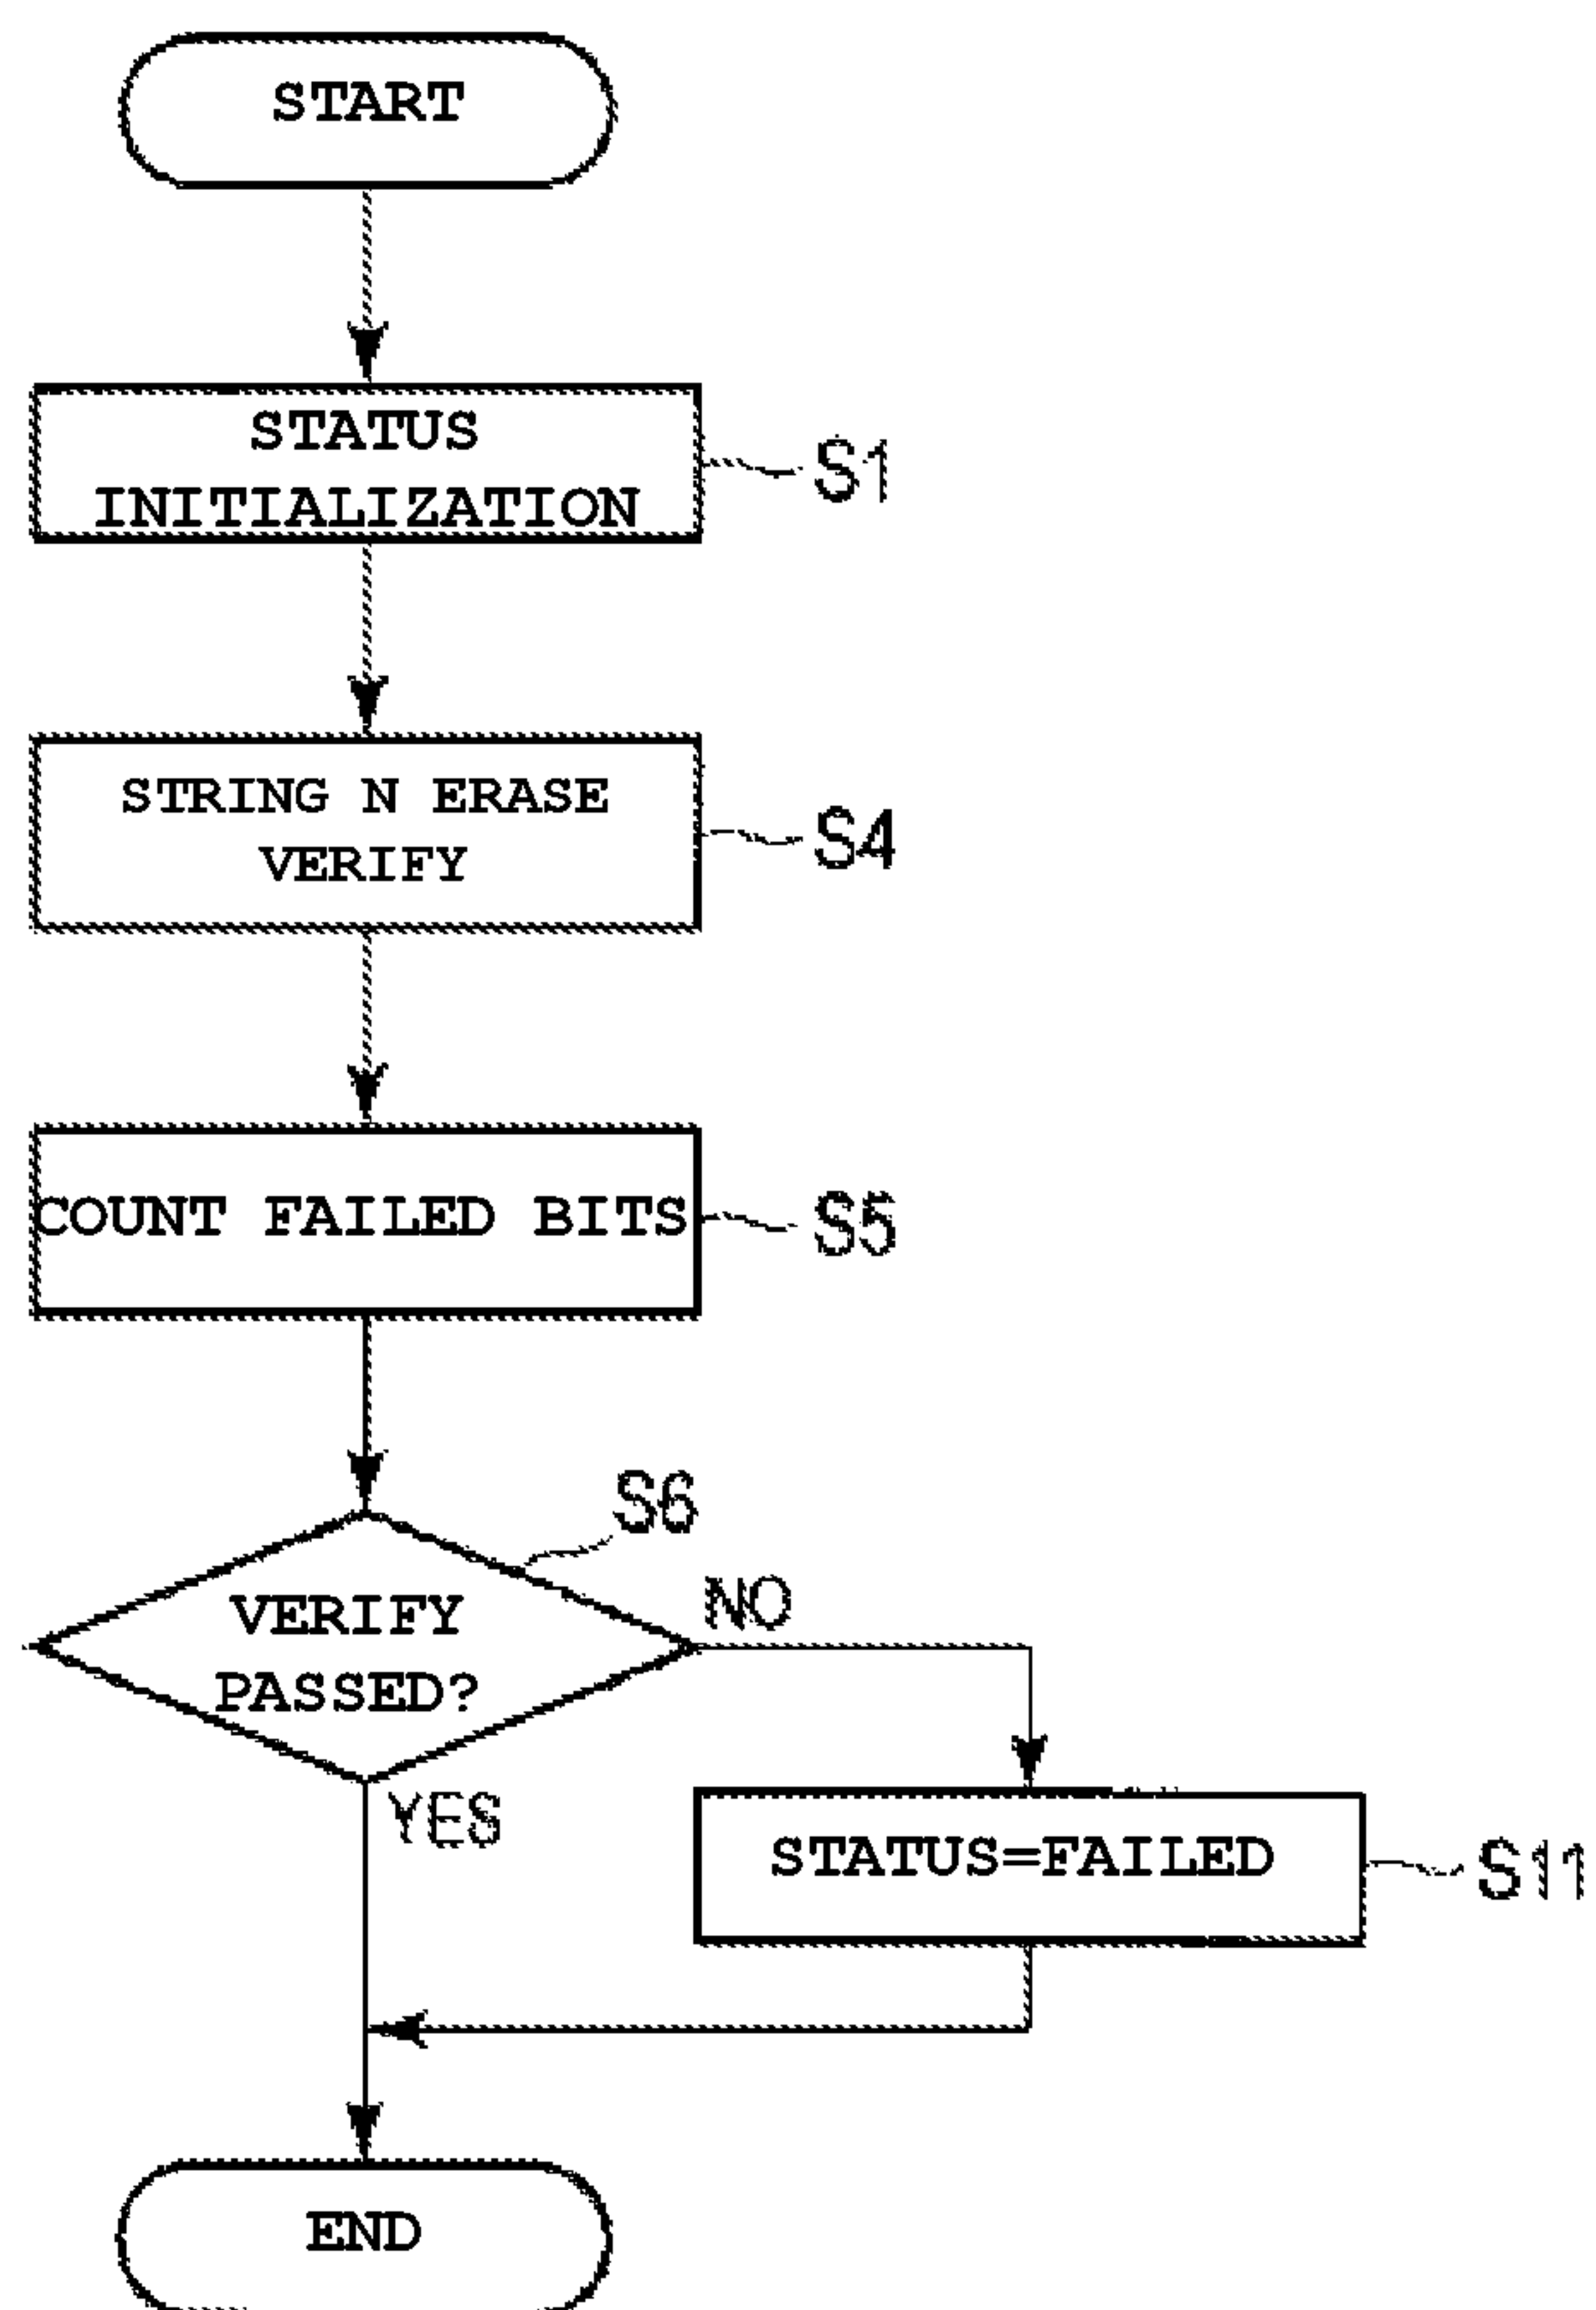 START
STATUS
INITIALIZATION
S1
STRING N ERASE
VERIFY
S4
COUNT FAILED BITS
S5
S6
VERIFY
PASSED?
NO
YES
STATUS=FAILED
S11
END